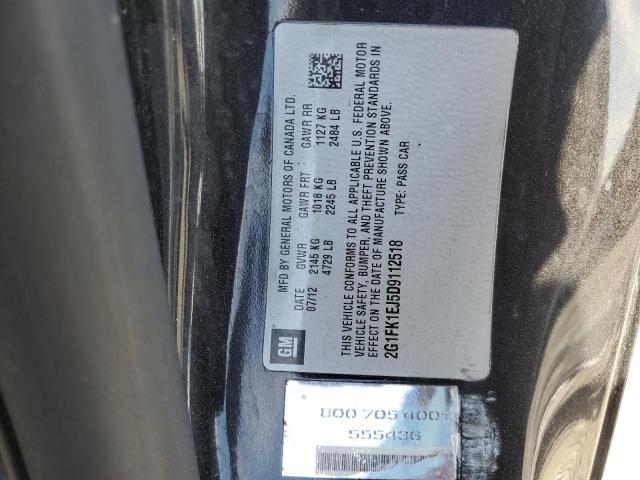 GM
MFD BY GENERAL MOTORS OF CANADA LTD.
DATE GVWR GAWR FRT GAWR RR
07/12 2145 KG 1018 KG 1127 KG
4729 LB 2245 LB 2484 LB
THIS VEHICLE CONFORMS TO ALL APPLICABLE U.S. FEDERAL MOTOR
VEHICLE SAFETY, BUMPER, AND THEFT PREVENTION STANDARDS IN
EFFECT ON THE DATE OF MANUFACTURE SHOWN ABOVE.
2G1FK1EJ5D9112518 TYPE: PASS CAR
800 705 4004
555436